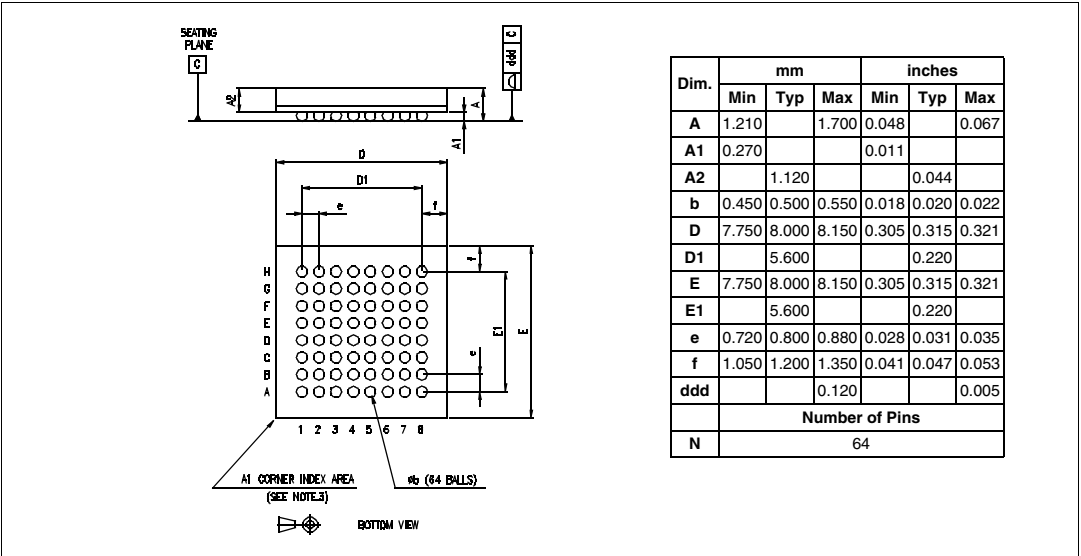 SEATING
PLANE
C
ddd C
A2
A
A1
D
D1
e
f
f
H
G
F
E
D
C
B
A
E1
E
e
1 2 3 4 5 6 7 8
A1 CORNER INDEX AREA
(SEE NOTE.3)
øb (64 BALLS)
BOTTOM VIEW
Dim. mm inches
Min Typ Max Min Typ Max
A 1.210 1.700 0.048 0.067
A1 0.270 0.011
A2 1.120 0.044
b 0.450 0.500 0.550 0.018 0.020 0.022
D 7.750 8.000 8.150 0.305 0.315 0.321
D1 5.600 0.220
E 7.750 8.000 8.150 0.305 0.315 0.321
E1 5.600 0.220
e 0.720 0.800 0.880 0.028 0.031 0.035
f 1.050 1.200 1.350 0.041 0.047 0.053
ddd 0.120 0.005
Number of Pins
N 64